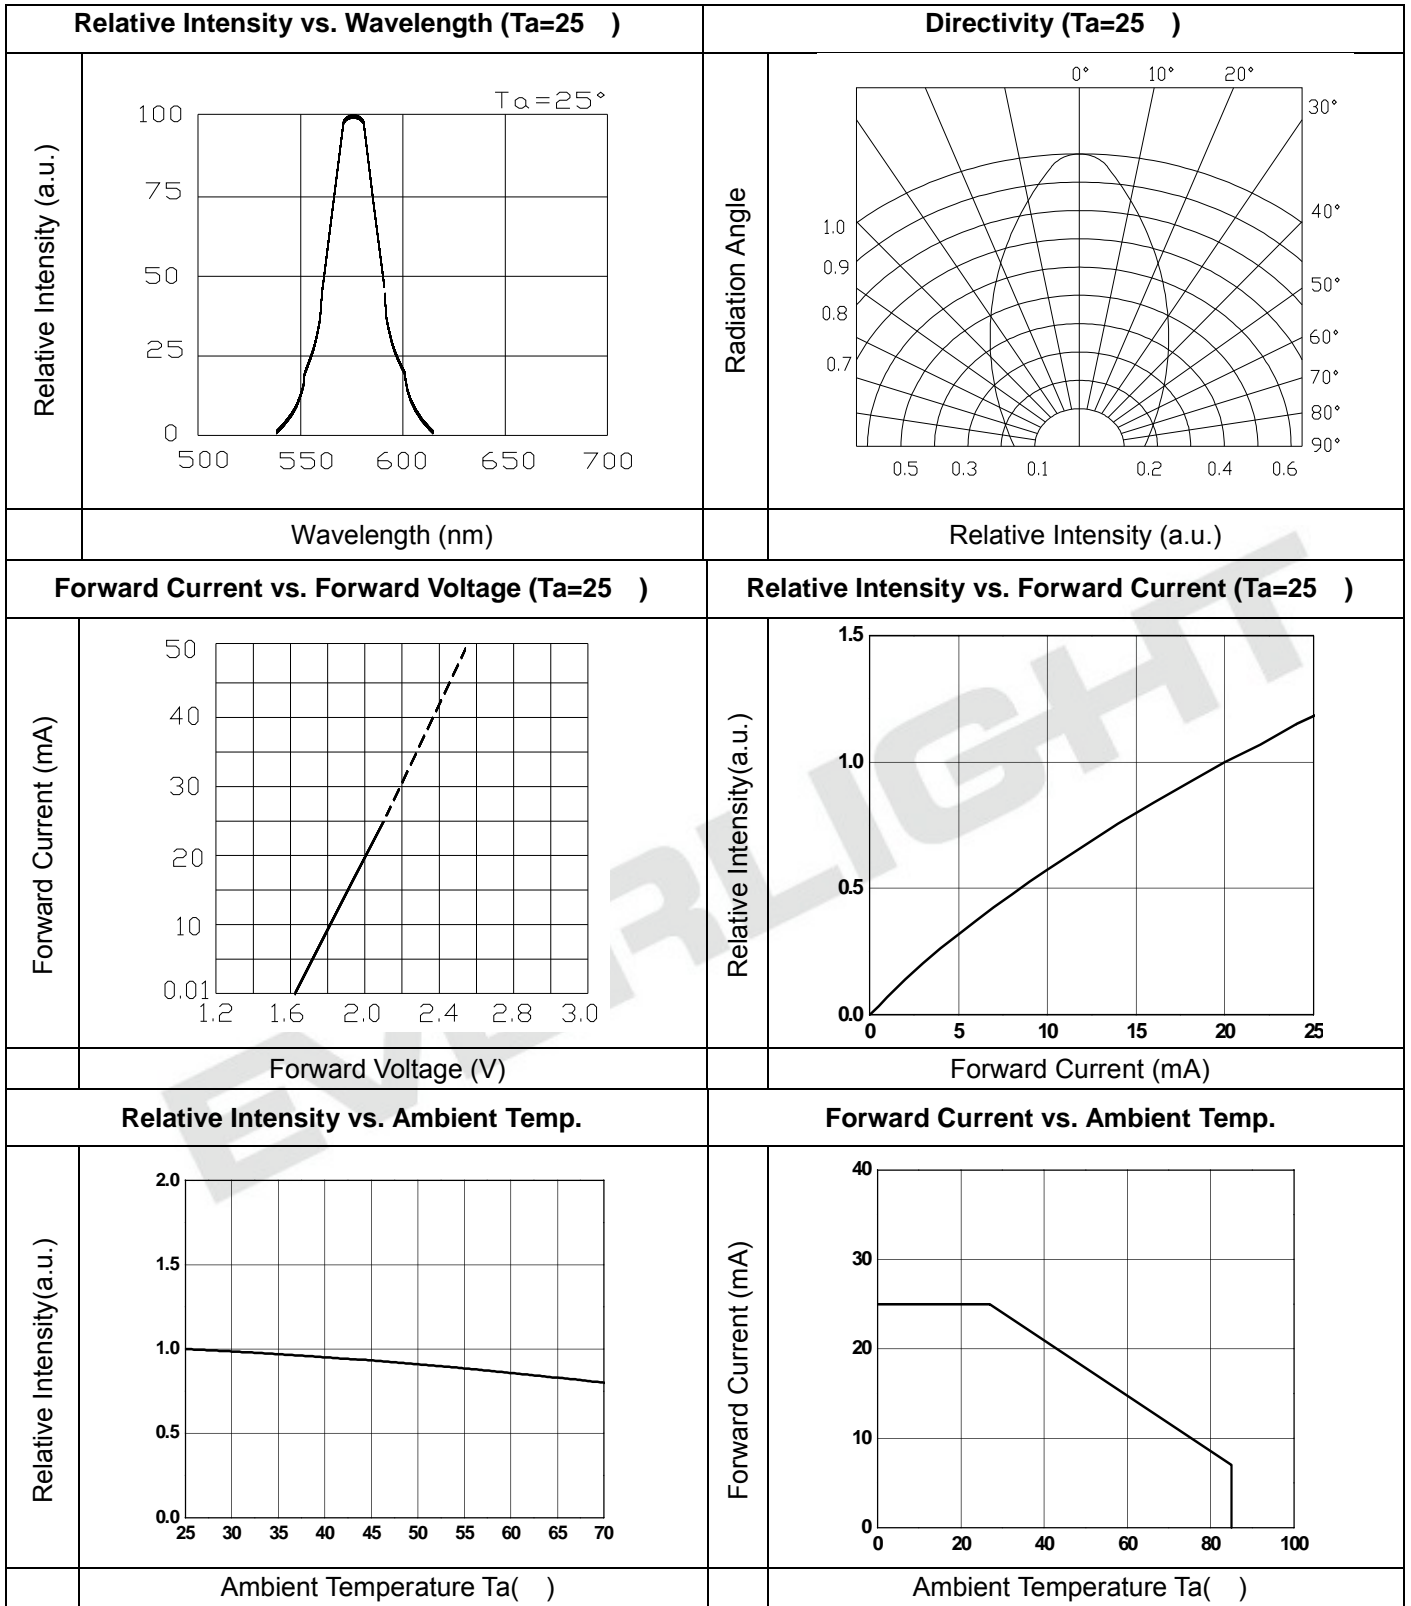 Relative Intensity vs. Wavelength (Ta=25 )
Directivity (Ta=25 )
Relative Intensity (a.u.)
Ta=25°
100
75
50
25
0
500 550 600 650 700
Wavelength (nm)
Radiation Angle
0° 10° 20°
30°
40°
50°
60°
70°
80°
90°
1.0
0.9
0.8
0.7
0.5 0.3 0.1 0.2 0.4 0.6
Relative Intensity (a.u.)
Forward Current vs. Forward Voltage (Ta=25 )
Relative Intensity vs. Forward Current (Ta=25 )
Forward Current (mA)
50
40
30
20
10
0.01
1.2 1.6 2.0 2.4 2.8 3.0
Forward Voltage (V)
Relative Intensity(a.u.)
1.5
1.0
0.5
0.0
0 5 10 15 20 25
Forward Current (mA)
Relative Intensity vs. Ambient Temp.
Forward Current vs. Ambient Temp.
Relative Intensity(a.u.)
2.0
1.5
1.0
0.5
0.0
25 30 35 40 45 50 55 60 65 70
Ambient Temperature Ta( )
Forward Current (mA)
40
30
20
10
0
0 20 40 60 80 100
Ambient Temperature Ta( )
EVERLIGHT